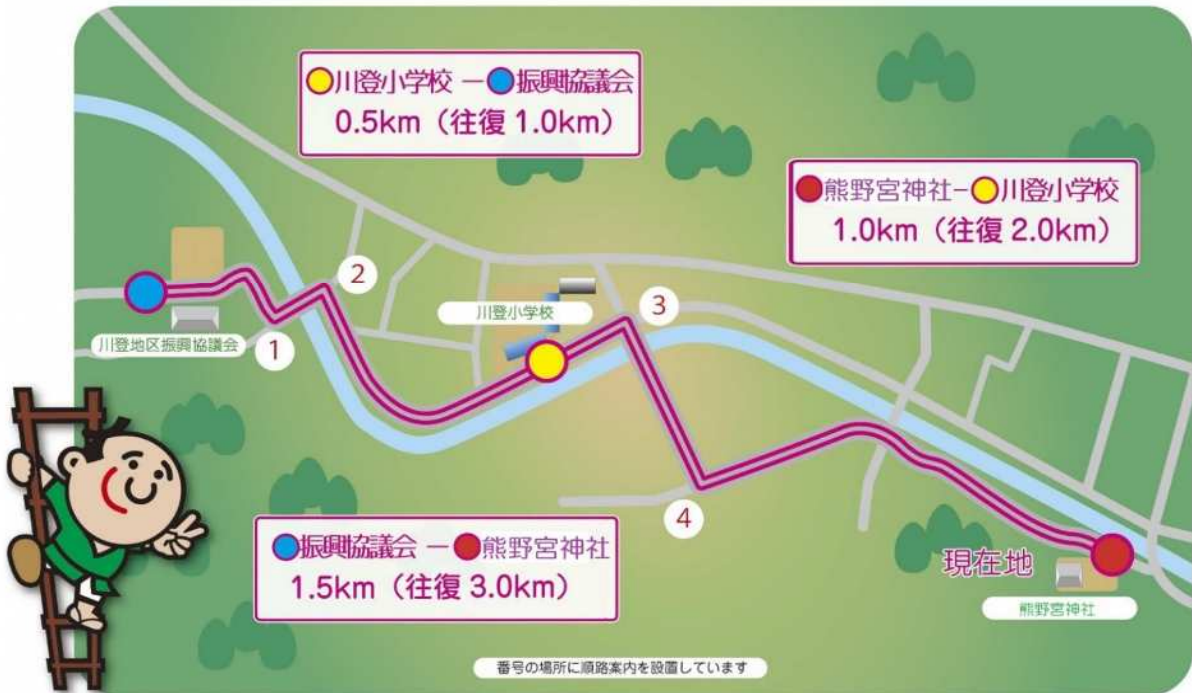 川登小学校 ― 振興協議会
0.5km（往復 1.0km）
熊野宮神社 ― 川登小学校
1.0km（往復 2.0km）
2
川登小学校
3
川登地区振興協議会
1
4
振興協議会 ― 熊野宮神社
1.5km（往復 3.0km）
現在地
熊野宮神社
番号の場所に順路案内を設置しています